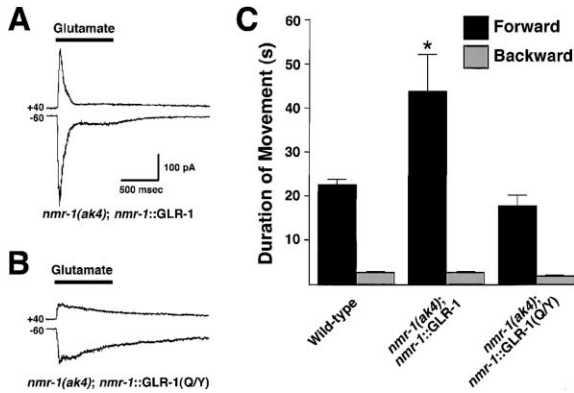 A
Glutamate
+40
-60
100 pA
500 msec
nmr-1(ak4); nmr-1::GLR-1
B
Glutamate
+40
-60
nmr-1(ak4); nmr-1::GLR-1(Q/Y)
C
Duration of Movement (s)
60
50
40
30
20
10
*
Forward
Backward
Wild-type
nmr-1(ak4);
nmr-1::GLR-1
nmr-1(ak4);
nmr-1::GLR-1(Q/Y)